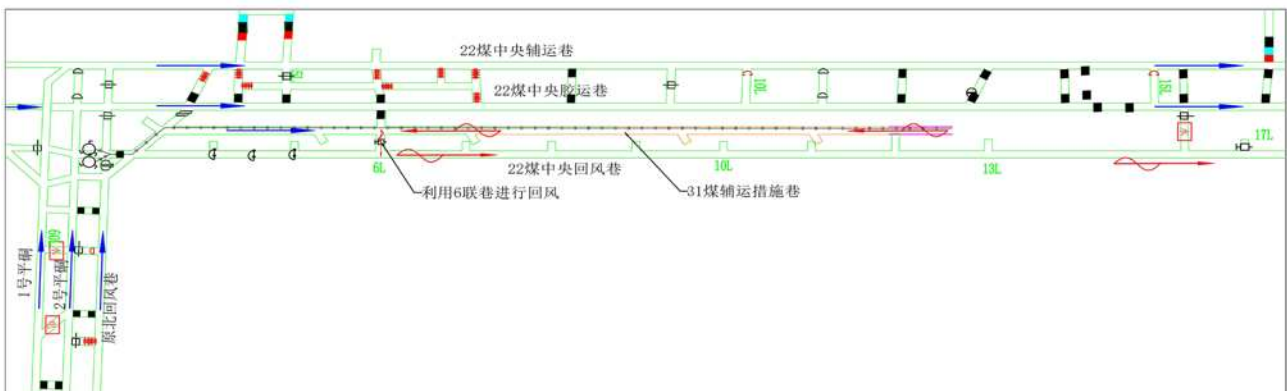 22煤中央辅运巷
22煤中央胶运巷
10L
15L
17L
22煤中央回风巷
6L
10L
13L
利用6联巷进行回风
31煤辅运措施巷
1号平硐
2号平硐
原北回风巷